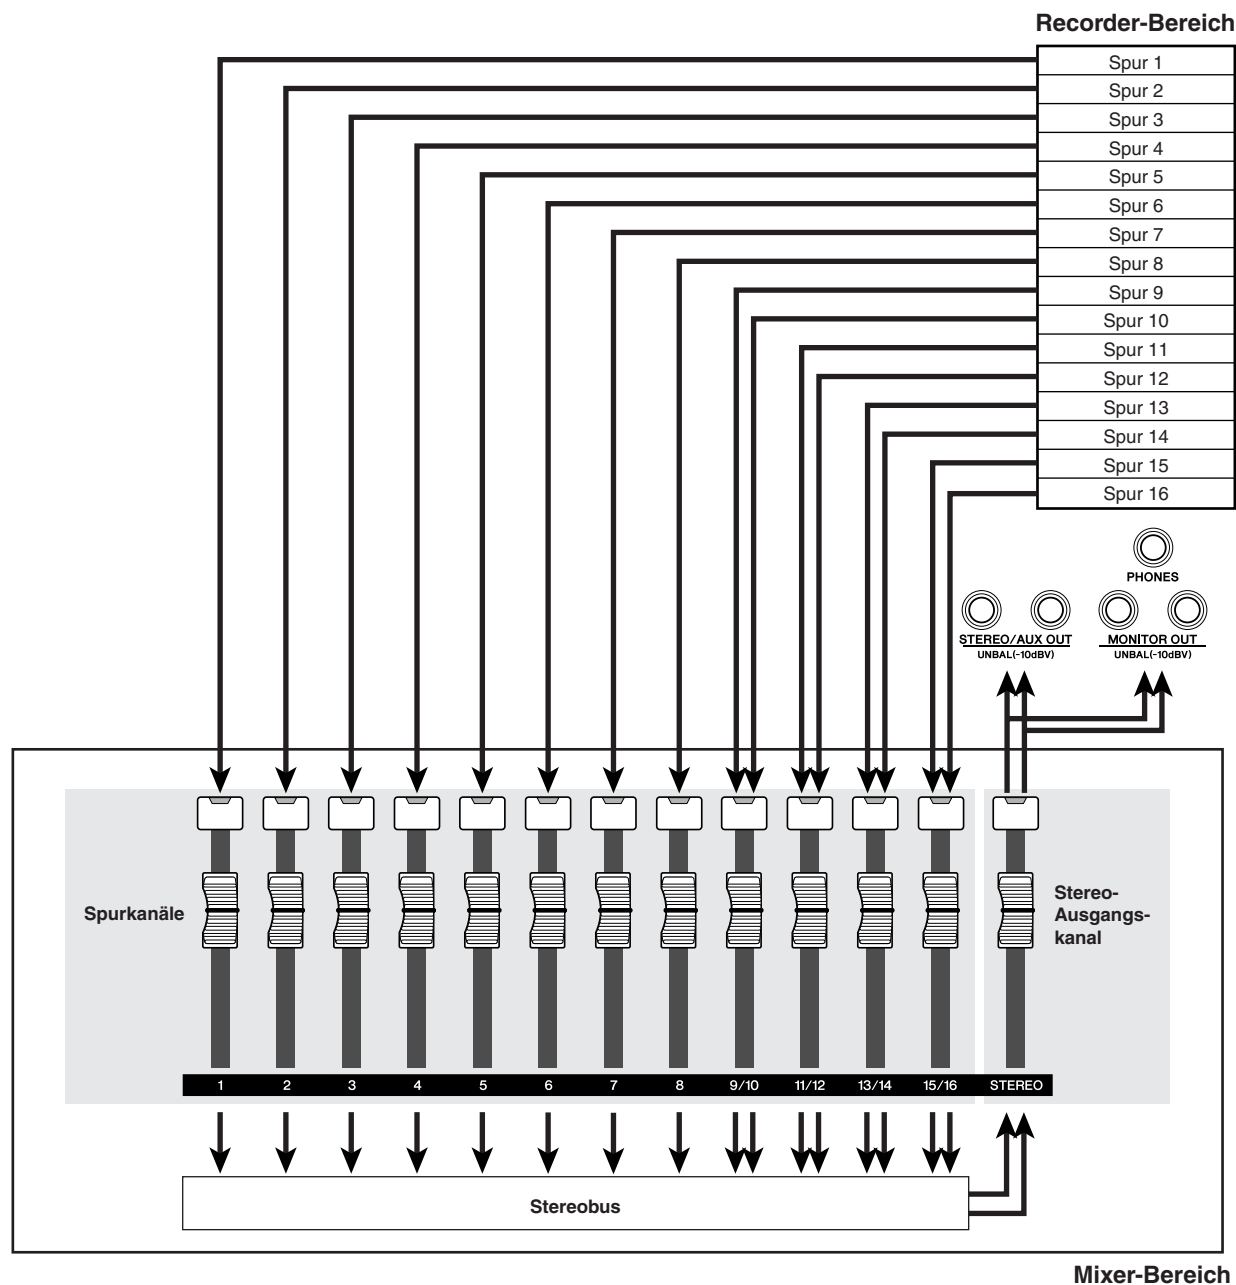 Recorder-Bereich
Spur 1
Spur 2
Spur 3
Spur 4
Spur 5
Spur 6
Spur 7
Spur 8
Spur 9
Spur 10
Spur 11
Spur 12
Spur 13
Spur 14
Spur 15
Spur 16
PHONES
STEREO/AUX OUT
UNBAL(-10dBV)
MONITOR OUT
UNBAL(-10dBV)
Spurkanäle
Stereo-
Ausgangs-
kanal
1 2 3 4 5 6 7 8 9/10 11/12 13/14 15/16 STEREO
Stereobus
Mixer-Bereich